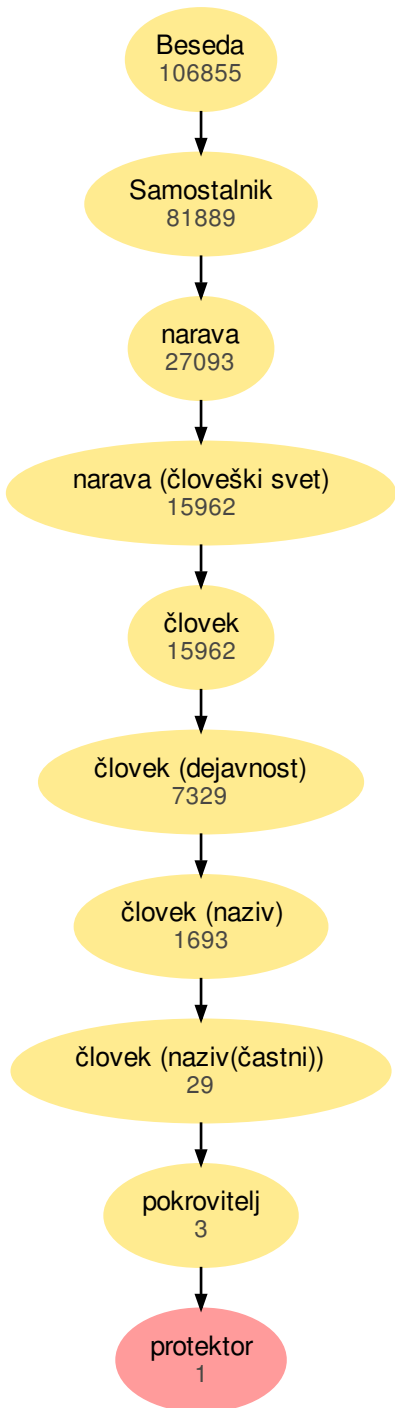 Beseda
106855
Samostalnik
81889
narava
27093
narava (človeški svet)
15962
človek
15962
človek (dejavnost)
7329
človek (naziv)
1693
človek (naziv(častni))
29
pokrovitelj
3
protektor
1